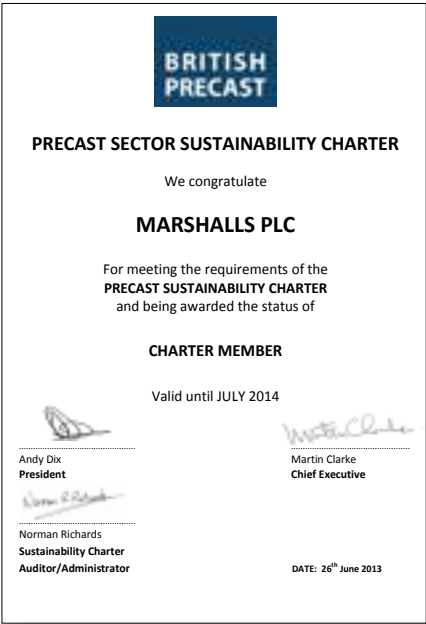 BRITISH
PRECAST
PRECAST SECTOR SUSTAINABILITY CHARTER
We congratulate
MARSHALLS PLC
For meeting the requirements of the
PRECAST SUSTAINABILITY CHARTER
and being awarded the status of
CHARTER MEMBER
Valid until JULY 2014
Martin Clarke
Andy Dix
Martin Clarke
President
Chief Executive
Norman Richards
Sustainability Charter
Auditor/Administrator
DATE: 26th June 2013